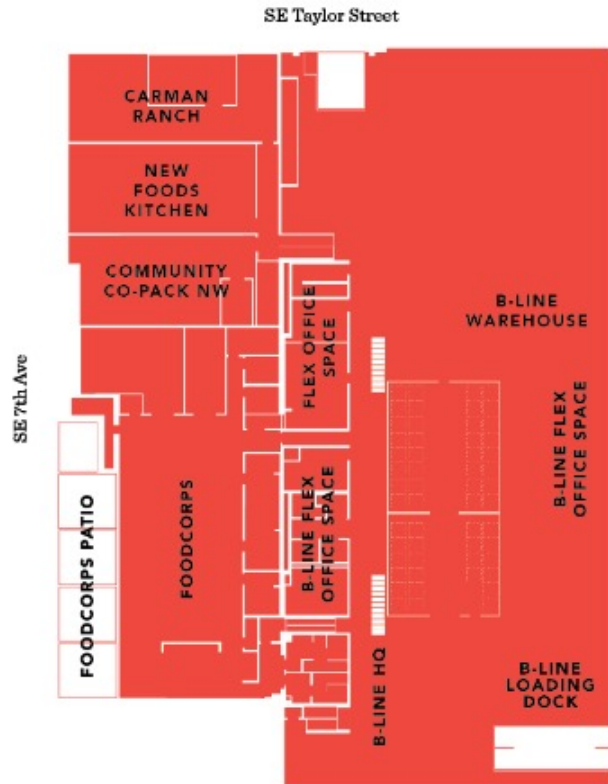 SE Taylor Street
CARMAN
RANCH
NEW
FOODS
KITCHEN
COMMUNITY
CO-PACK NW
FLEX OFFICE
SPACE
B-LINE
WAREHOUSE
B-LINE FLEX
OFFICE SPACE
SE 7th Ave
FOODCORPS PATIO
FOODCORPS
B-LINE FLEX
OFFICE SPACE
B-LINE HQ
B-LINE
LOADING
DOCK